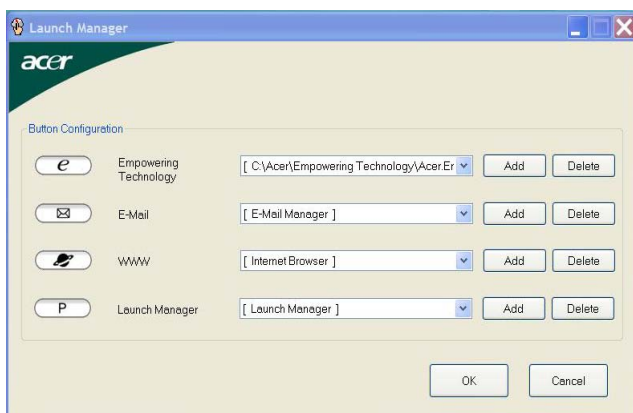 Launch Manager
acer
Button Configuration
e Empowering Technology [ C:\Acer\Empowering Technology\Acer.Er Add Delete
E-Mail [ E-Mail Manager ] Add Delete
WWW [ Internet Browser ] Add Delete
P Launch Manager [ Launch Manager ] Add Delete
OK Cancel